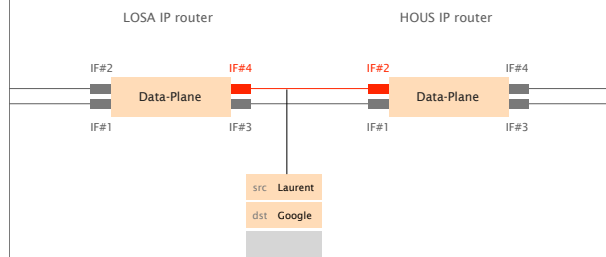 LOSA IP router HOUS IP router
IF#2 IF#4 IF#2 IF#4
Data-Plane Data-Plane
IF#1 IF#3 IF#1 IF#3
src Laurent
dst Google